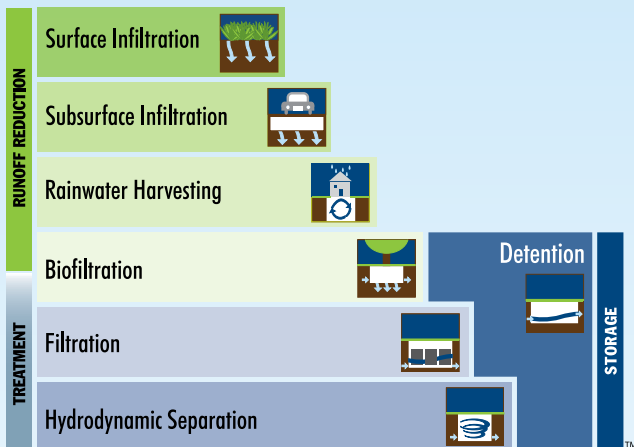 RUNOFF REDUCTION
Surface Infiltration
Subsurface Infiltration
Rainwater Harvesting
Biofiltration
Detention
TREATMENT
Filtration
Hydrodynamic Separation
STORAGE
TM